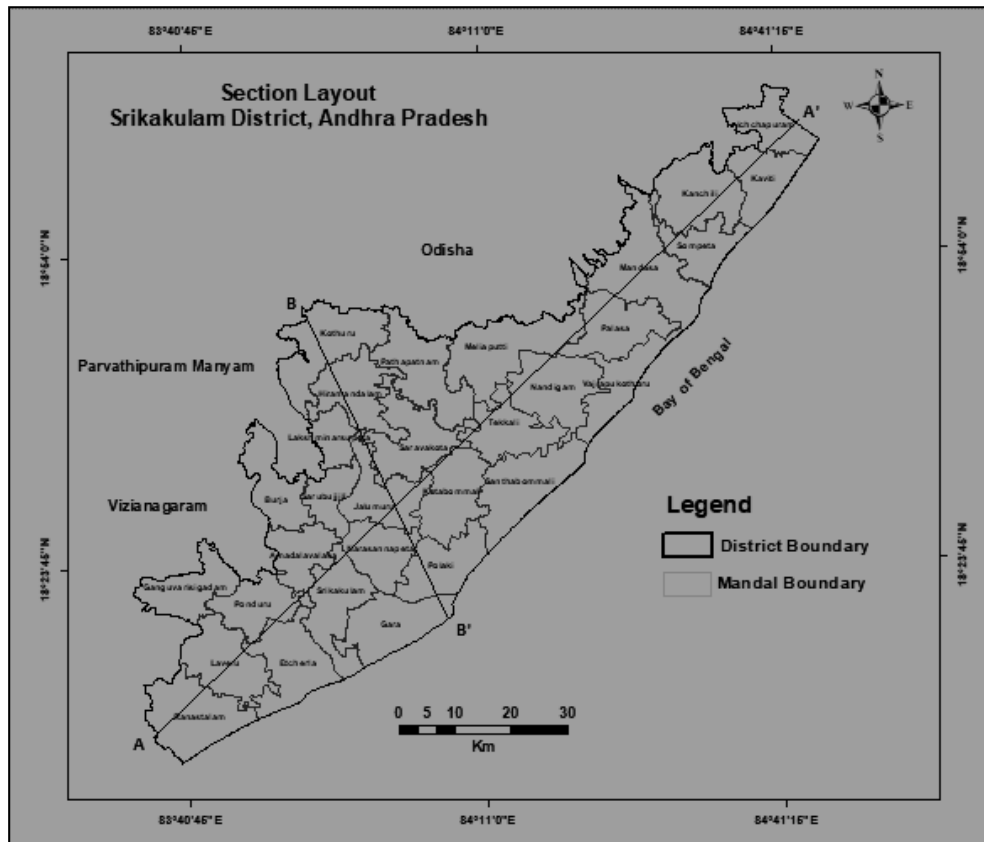 83°40'45"E 84°11'0"E 84°41'15"E
Section Layout
Srikakulam District, Andhra Pradesh
N
W E
S
A'
Kaviti
Kanchili
18°54'0"N
18°54'0"N
Sompeta
Odisha
Mandasa
B
Palasa
Kothuru
Meliaputti
Pathapatnam
Parvathipuram Manyam
Nandigam
Hiramandalam
Bay of Bengal
Tekkali
Saravakota
Santhabommali
Burja
Vizianagaram
Legend
District Boundary
Mandal Boundary
18°23'45"N
18°23'45"N
Polaki
Srikakulam
Ponduru
Gara
B'
Laveru
Etcherla
Ranastalam
A
0 5 10 20 30
Km
83°40'45"E 84°11'0"E 84°41'15"E